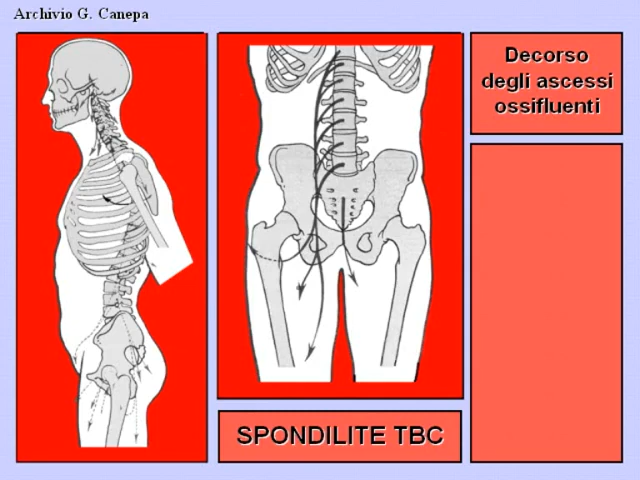 Archivio G. Canepa
Decorso
degli ascessi
ossifluenti
SPONDILITE TBC